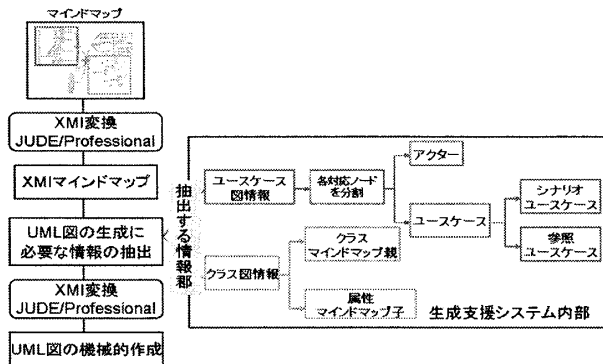 マインドマップ
XMI変換
JUDE/Professional
XMIマインドマップ
UML図の生成に
必要な情報の抽出
XMI変換
JUDE/Professional
UML図の機械的作成
抽出する情報郡
ユースケース
図情報
各対応ノード
を分割
アクター
ユースケース
シナリオ
ユースケース
参照
ユースケース
クラス図情報
クラス
マインドマップ親
属性
マインドマップ子
生成支援システム内部